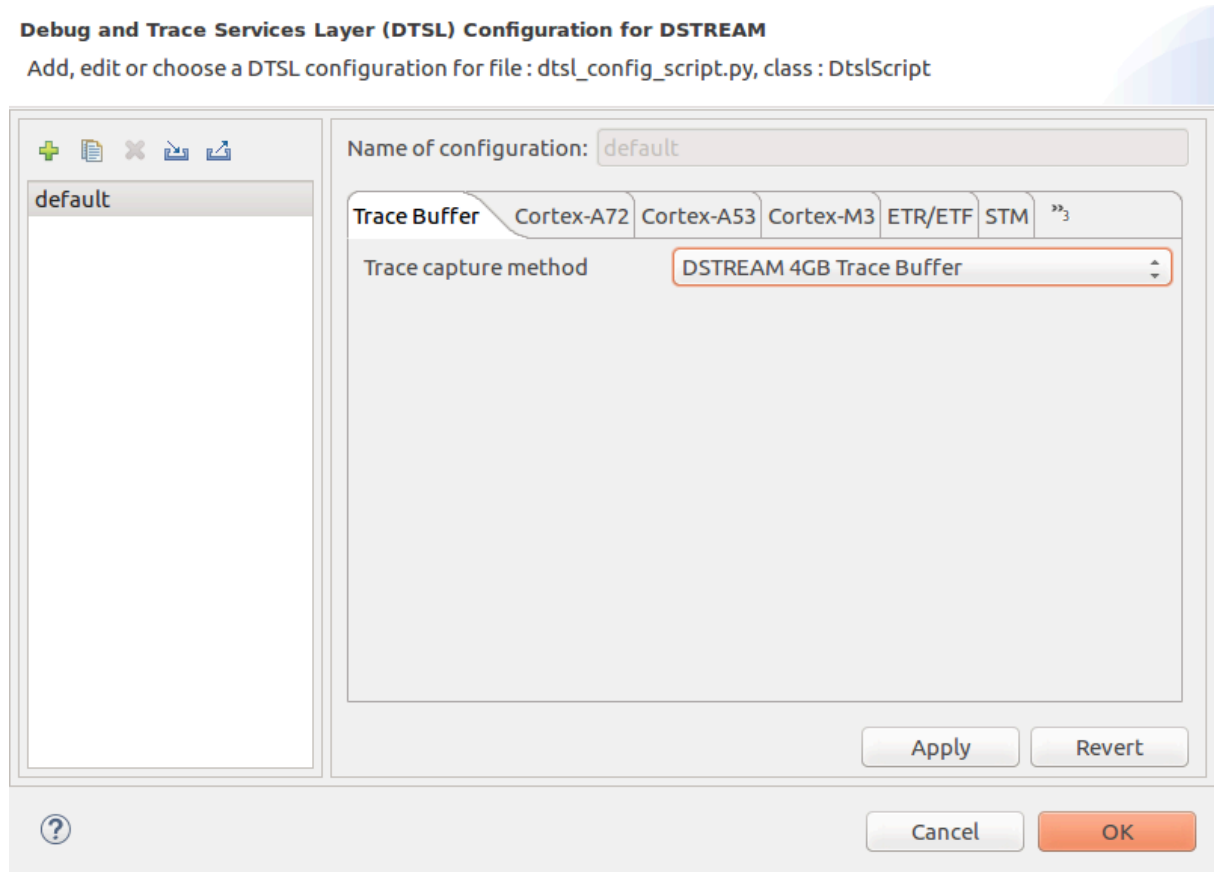 Debug and Trace Services Layer (DTSL) Configuration for DSTREAM
Add, edit or choose a DTSL configuration for file : dtsl_config_script.py, class : DtslScript
Name of configuration: default
default
Trace Buffer Cortex-A72 Cortex-A53 Cortex-M3 ETR/ETF STM »3
Trace capture method DSTREAM 4GB Trace Buffer
Apply Revert
? Cancel OK